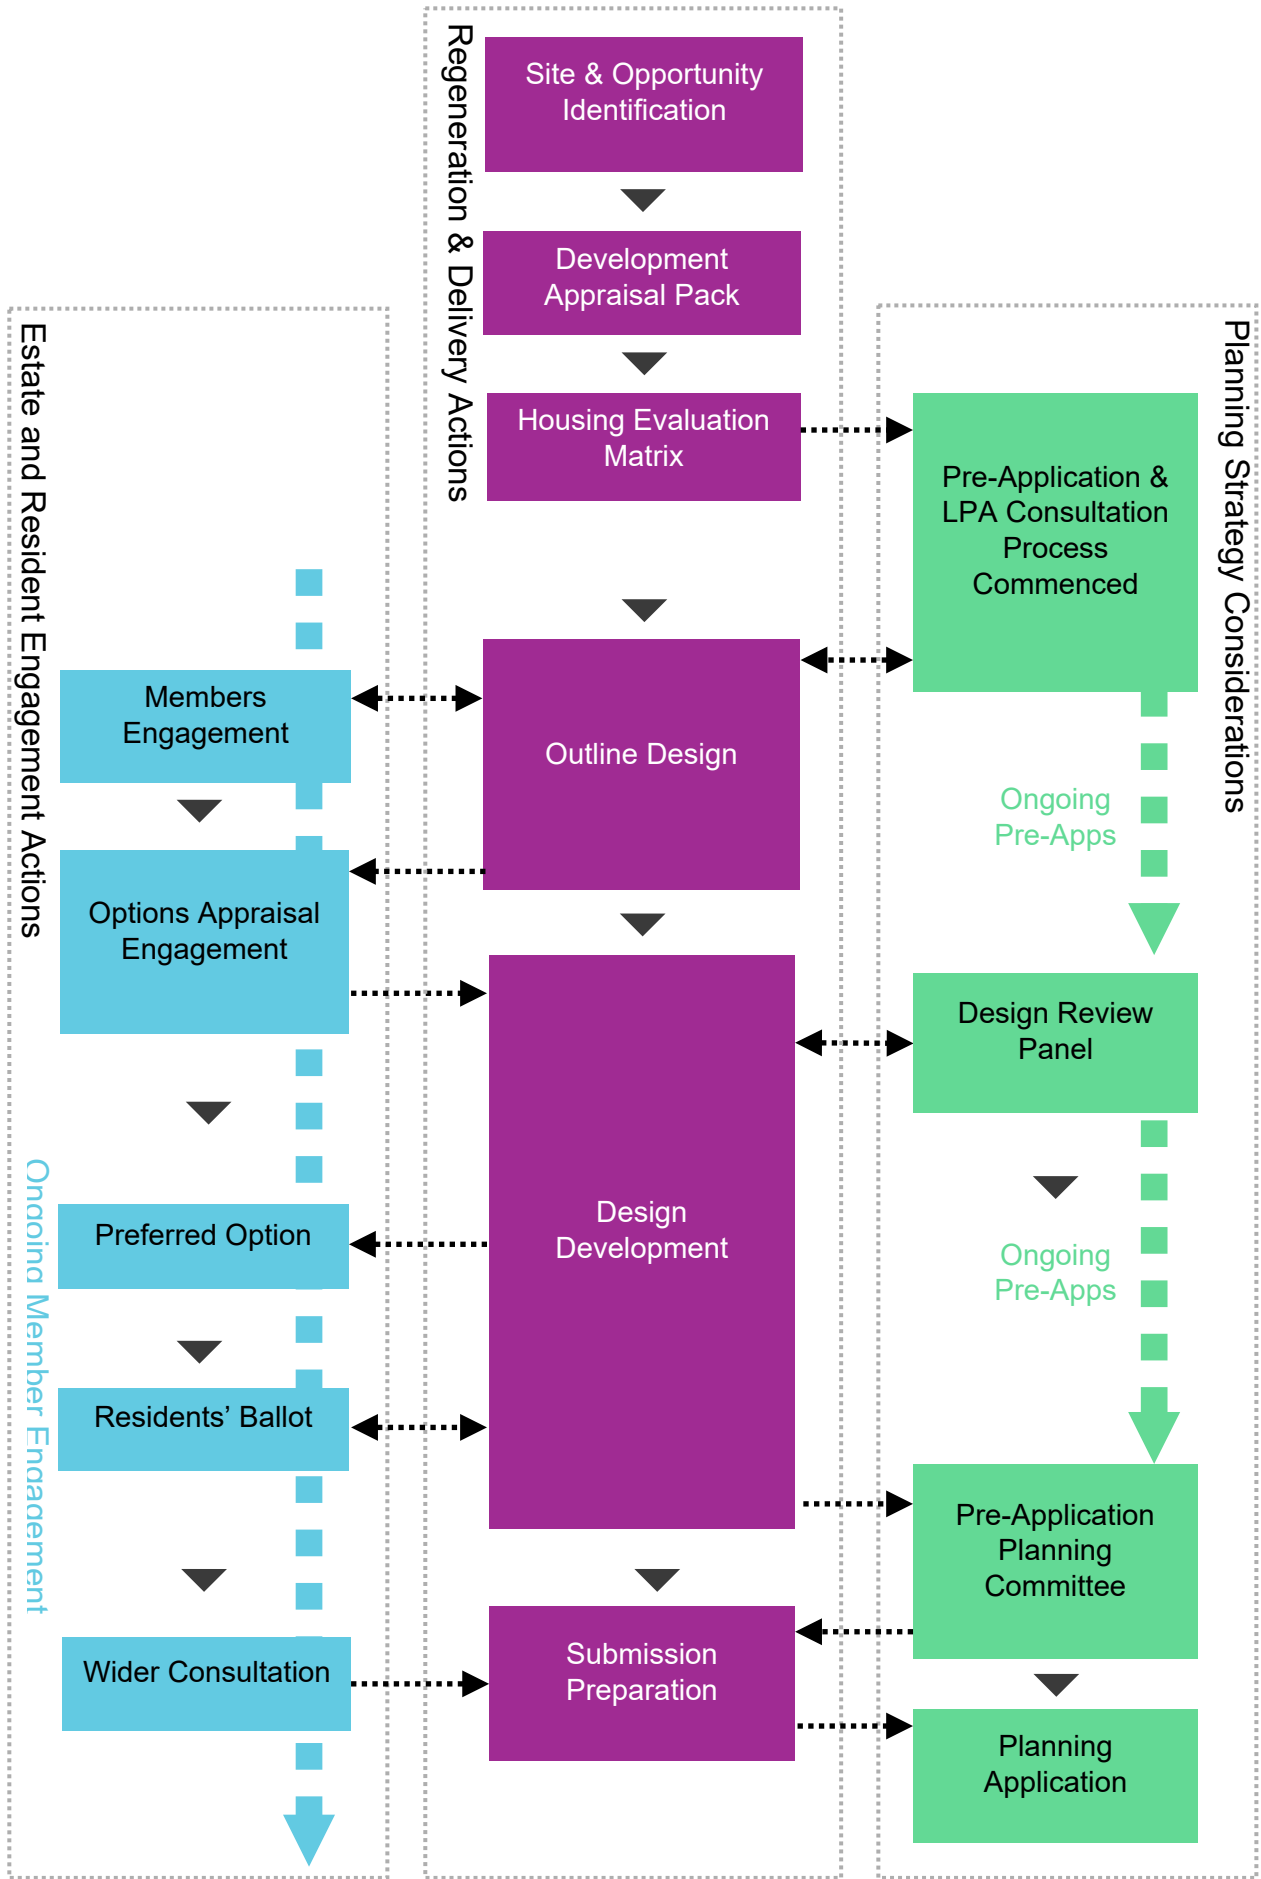 Regeneration & Delivery Actions
Site & Opportunity
Identification
Development
Appraisal Pack
Housing Evaluation
Matrix
Outline Design
Design
Development
Submission
Preparation
Estate and Resident Engagement Actions
Members
Engagement
Options Appraisal
Engagement
Preferred Option
Residents’ Ballot
Wider Consultation
Ongoing Member Engagement
Planning Strategy Considerations
Pre-Application &
LPA Consultation
Process
Commenced
Ongoing
Pre-Apps
Design Review
Panel
Ongoing
Pre-Apps
Pre-Application
Planning
Committee
Planning
Application